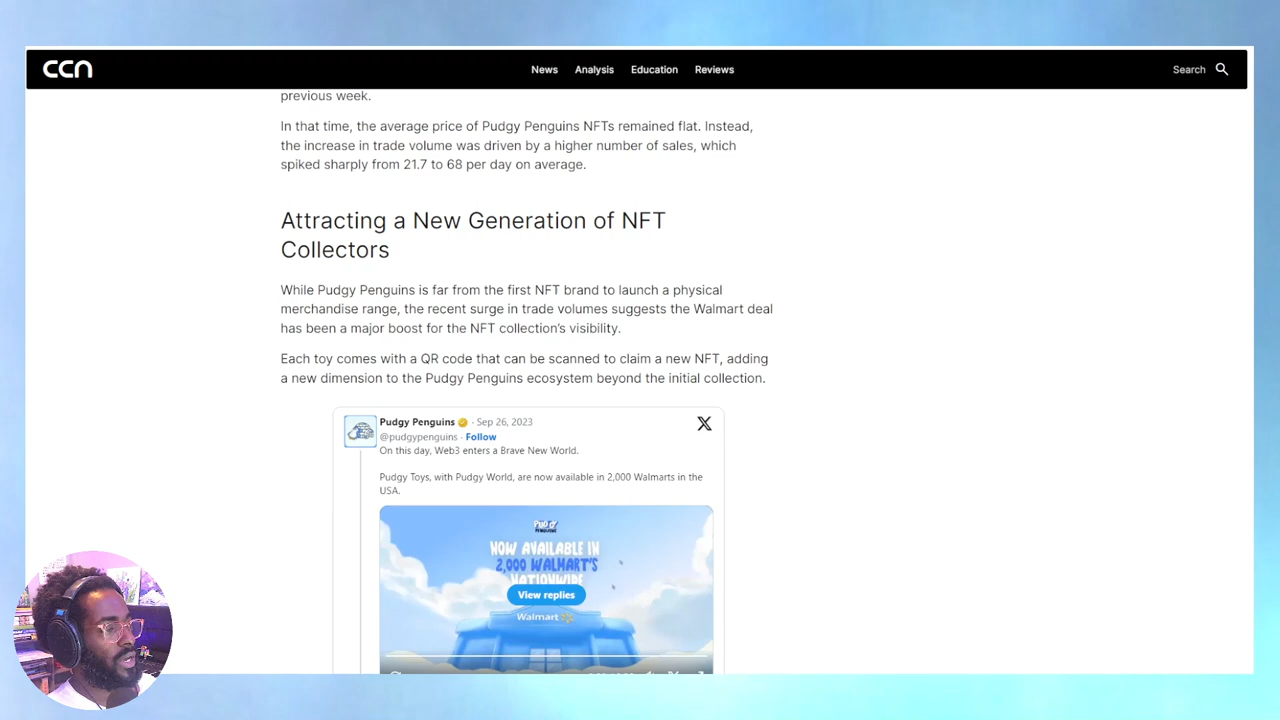 ccn
News Analysis Education Reviews
Search
previous week.
In that time, the average price of Pudgy Penguins NFTs remained flat. Instead,
the increase in trade volume was driven by a higher number of sales, which
spiked sharply from 21.7 to 68 per day on average.
Attracting a New Generation of NFT
Collectors
While Pudgy Penguins is far from the first NFT brand to launch a physical
merchandise range, the recent surge in trade volumes suggests the Walmart deal
has been a major boost for the NFT collection's visibility.
Each toy comes with a QR code that can be scanned to claim a new NFT, adding
a new dimension to the Pudgy Penguins ecosystem beyond the initial collection.
Pudgy Penguins · Sep 26, 2023
@pudgypenguins · Follow
On this day, Web3 enters a Brave New World.
Pudgy Toys, with Pudgy World, are now available in 2,000 Walmarts in the
USA.
PUDGY
PENGUINS
NOW AVAILABLE IN
2,000 WALMART'S
NATIONWIDE
View replies
Walmart